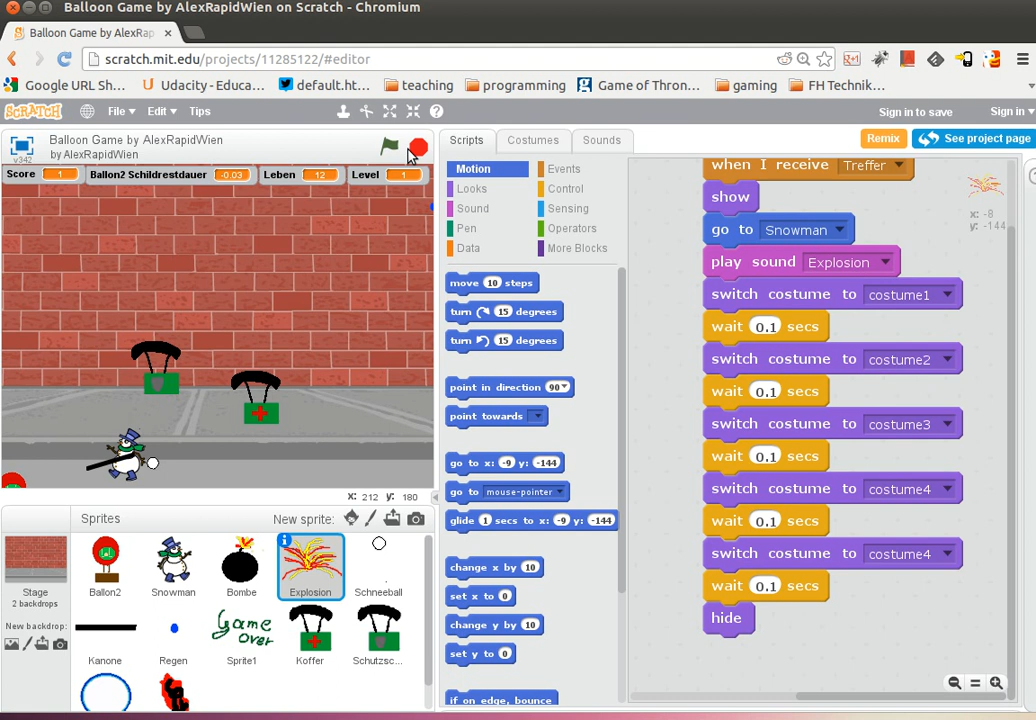 Balloon Game by AlexRapidWien on Scratch - Chromium
Balloon Game by AlexRap
scratch.mit.edu/projects/11285122/#editor
Google URL Sh... Udacity - Educa... default.ht... teaching programming Game of Thron... gaming FH Technik...
SCRATCH File Edit Tips Sign in to save Sign in
Balloon Game by AlexRapidWien
by AlexRapidWien
v342
Scripts Costumes Sounds
Remix See project page
Score 1 Ballon2 Schildrestdauer -0.03 Leben 12 Level 1
Motion Events
Looks Control
Sound Sensing
Pen Operators
Data More Blocks
move 10 steps
turn 15 degrees
turn 15 degrees
point in direction 90
point towards
go to x: -9 y: -144
go to mouse-pointer
glide 1 secs to x: -9 y: -144
change x by 10
set x to 0
change y by 10
set y to 0
if on edge, bounce
when I receive Treffer
show
go to Snowman
play sound Explosion
switch costume to costume1
wait 0.1 secs
switch costume to costume2
wait 0.1 secs
switch costume to costume3
wait 0.1 secs
switch costume to costume4
wait 0.1 secs
switch costume to costume4
wait 0.1 secs
hide
x: -8
y: -144
x: 212 y: 180
Sprites New sprite:
Stage
2 backdrops
New backdrop:
Ballon2 Snowman Bombe Explosion Schneeball
Game over
Kanone Regen Sprite1 Koffer Schutzsc...